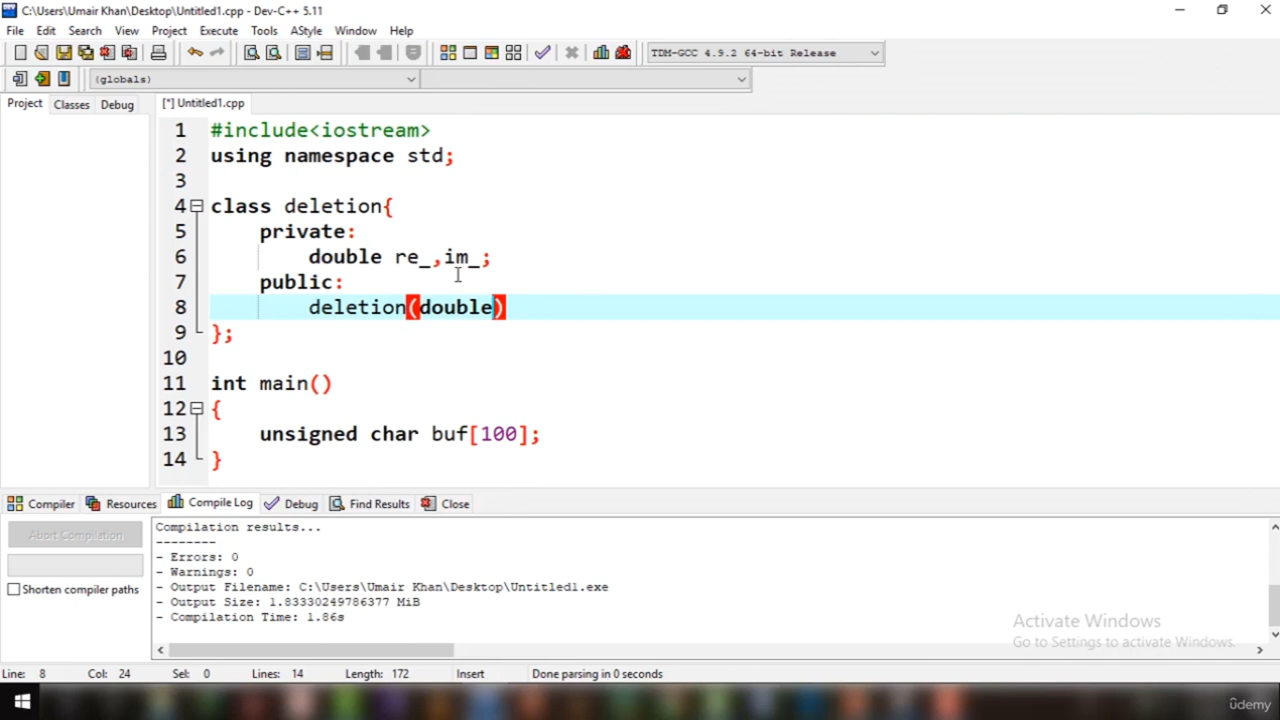 C:\Users\Umair Khan\Desktop\Untitled1.cpp - Dev-C++ 5.11
File Edit Search View Project Execute Tools AStyle Window Help
TDM-GCC 4.9.2 64-bit Release
(globals)
Project Classes Debug [*] Untitled1.cpp
1 #include<iostream>
2 using namespace std;
3
4 class deletion{
5 private:
6 double re_,im_;
7 public:
8 deletion(double)
9 };
10
11 int main()
12 {
13 unsigned char buf[100];
14 }
Compiler Resources Compile Log Debug Find Results Close
Abort Compilation
Shorten compiler paths
Compilation results...
--------
- Errors: 0
- Warnings: 0
- Output Filename: C:\Users\Umair Khan\Desktop\Untitled1.exe
- Output Size: 1.83330249786377 MiB
- Compilation Time: 1.86s
Activate Windows
Go to Settings to activate Windows.
Line: 8 Col: 24 Sel: 0 Lines: 14 Length: 172 Insert Done parsing in 0 seconds
ûdemy